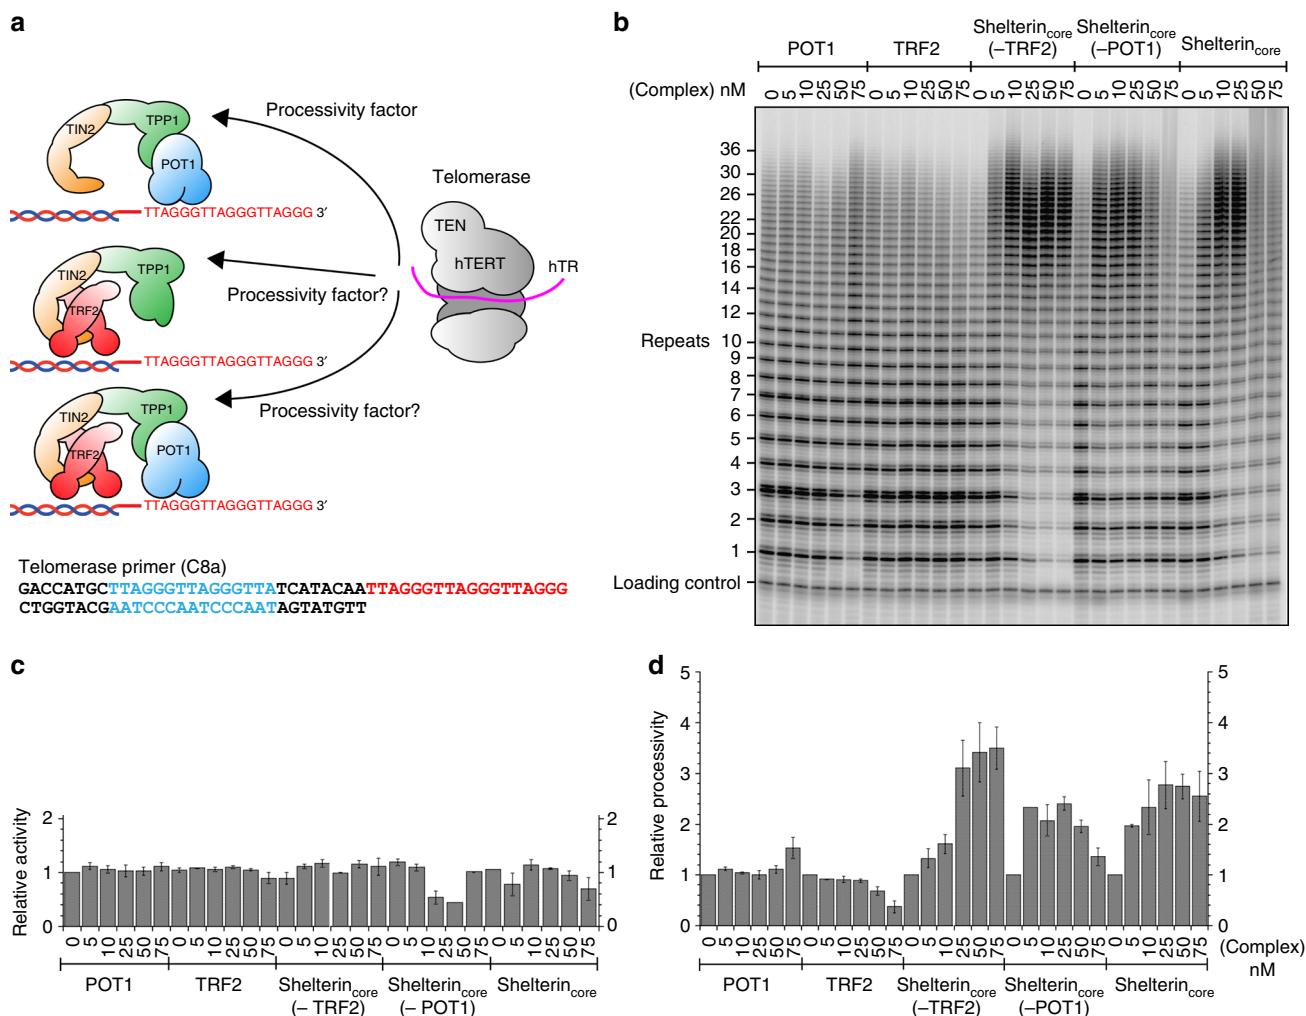 a
TIN2
TPP1
POT1
Processivity factor
TTAGGGTTAGGGTTAGGG 3′
Telomerase
TEN
hTERT
hTR
TIN2
TPP1
TRF2
Processivity factor?
TTAGGGTTAGGGTTAGGG 3′
TIN2
TPP1
TRF2
POT1
Processivity factor?
TTAGGGTTAGGGTTAGGG 3′
Telomerase primer (C8a)
GACCATGCTTAGGGTTAGGGTTATCATACAATTAGGGTTAGGGTTAGGG
CTGGTACGAATCCCAATCCCAATAGTATGTT
b
POT1 TRF2 Shelterincore (–TRF2) Shelterincore (–POT1) Shelterincore
(Complex) nM 0 5 10 25 50 75 0 5 10 25 50 75 0 5 10 25 50 75 0 5 10 25 50 75 0 5 10 25 50 75
36
30
26
22
20
18
16
14
12
Repeats
10
9
8
7
6
5
4
3
2
1
Loading control
c
Relative activity
2 2
1 1
0 0
0 5 10 25 50 75 0 5 10 25 50 75 0 5 10 25 50 75 0 5 10 25 50 75 0 5 10 25 50 75
POT1 TRF2 Shelterincore (– TRF2) Shelterincore (– POT1) Shelterincore
d
Relative processivity
5 5
4 4
3 3
2 2
1 1
0 0
0 5 10 25 50 75 0 5 10 25 50 75 0 5 10 25 50 75 0 5 10 25 50 75 0 5 10 25 50 75 (Complex) nM
POT1 TRF2 Shelterincore (–TRF2) Shelterincore (–POT1) Shelterincore